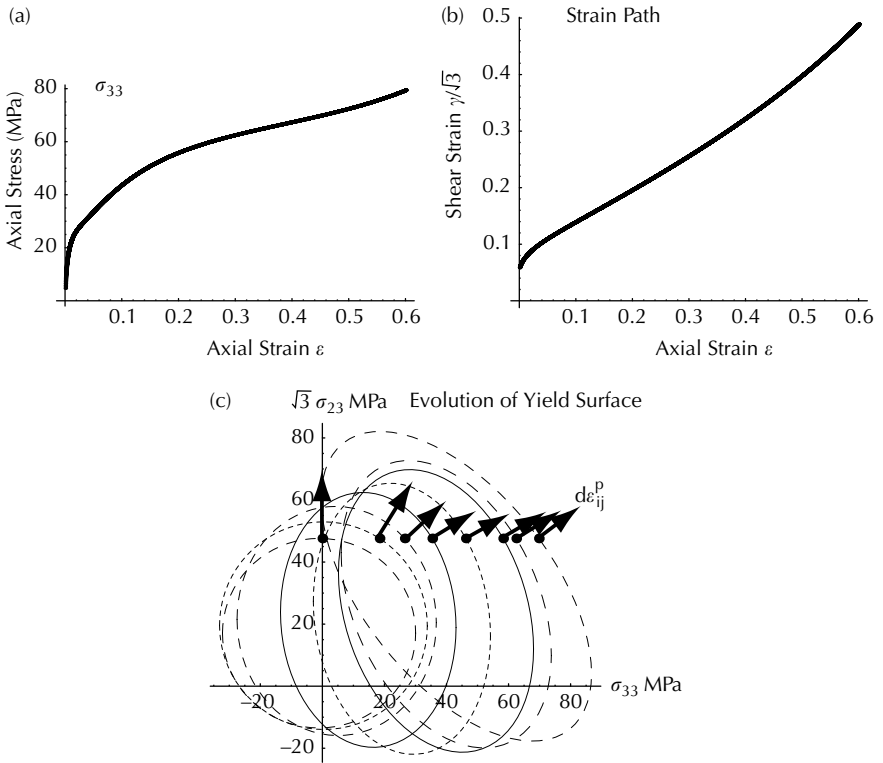 (a)
σ33
Axial Stress (MPa)
80
60
40
20
0.1 0.2 0.3 0.4 0.5 0.6
Axial Strain ε
(b)
Strain Path
Shear Strain γ/√3
0.5
0.4
0.3
0.2
0.1
0.1 0.2 0.3 0.4 0.5 0.6
Axial Strain ε
(c)
√3 σ23 MPa
Evolution of Yield Surface
80
60
40
20
−20
−20 20 40 60 80
σ33 MPa
dε^p_ij